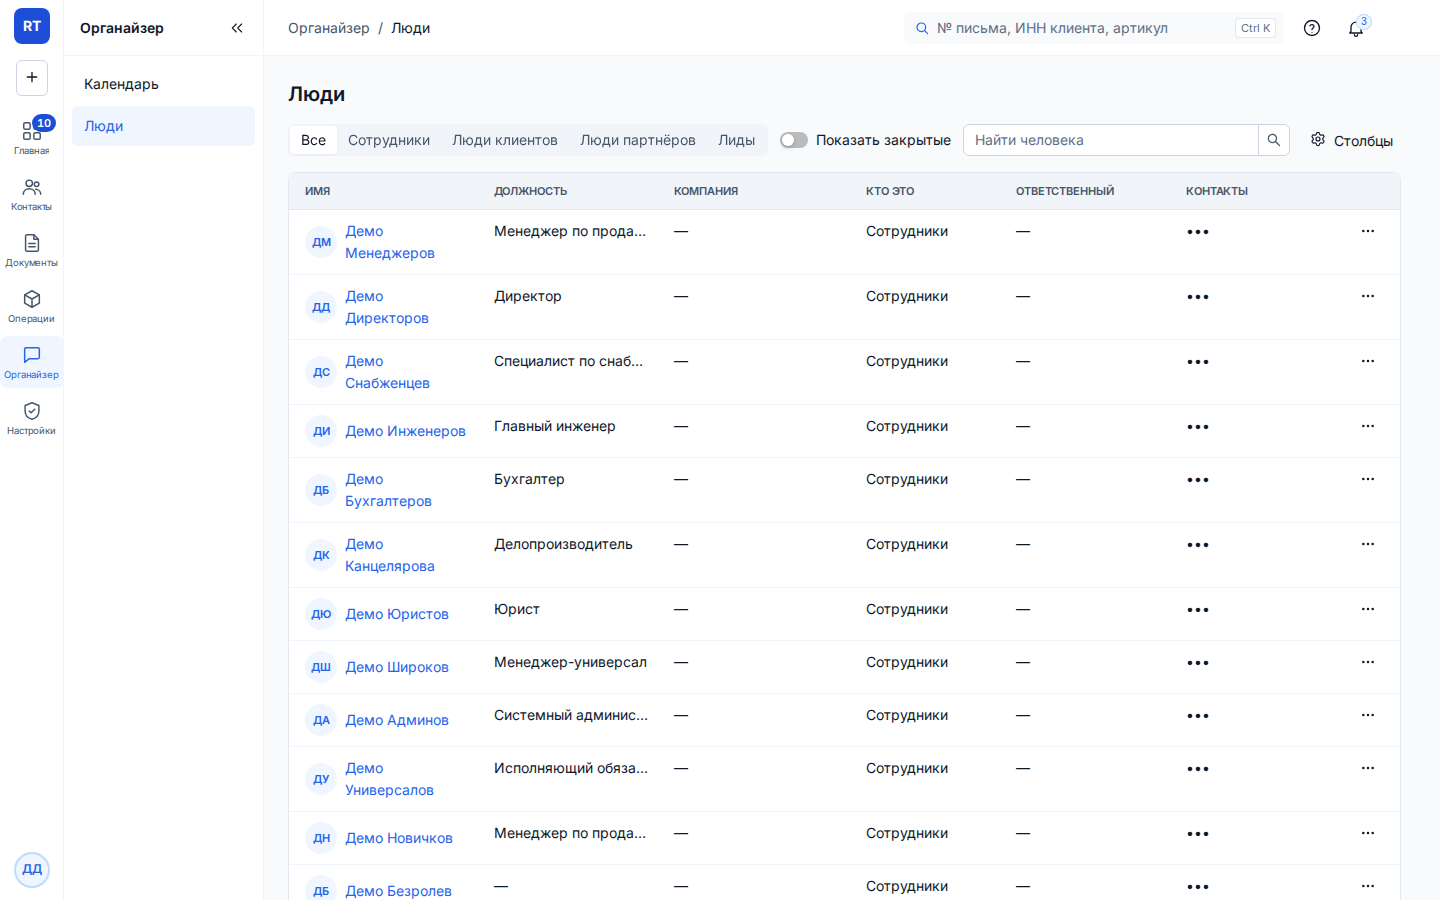 RT
Органайзер
Органайзер / Люди
№ письма, ИНН клиента, артикул
Ctrl K
3
10
Главная
Контакты
Документы
Операции
Органайзер
Настройки
ДД
Календарь
Люди
Люди
Все
Сотрудники
Люди клиентов
Люди партнёров
Лиды
Показать закрытые
Найти человека
Столбцы
ИМЯ ДОЛЖНОСТЬ КОМПАНИЯ КТО ЭТО ОТВЕТСТВЕННЫЙ КОНТАКТЫ
ДМ Демо Менеджер по прода... — Сотрудники — •••
Менеджеров
ДД Демо Директор — Сотрудники — •••
Директоров
ДС Демо Специалист по снаб... — Сотрудники — •••
Снабженцев
ДИ Демо Инженеров Главный инженер — Сотрудники — •••
ДБ Демо Бухгалтер — Сотрудники — •••
Бухгалтеров
ДК Демо Делопроизводитель — Сотрудники — •••
Канцелярова
ДЮ Демо Юристов Юрист — Сотрудники — •••
ДШ Демо Широков Менеджер-универсал — Сотрудники — •••
ДА Демо Админов Системный админис... — Сотрудники — •••
ДУ Демо Исполняющий обяза... — Сотрудники — •••
Универсалов
ДН Демо Новичков Менеджер по прода... — Сотрудники — •••
ДБ Демо Безролев — — Сотрудники — •••